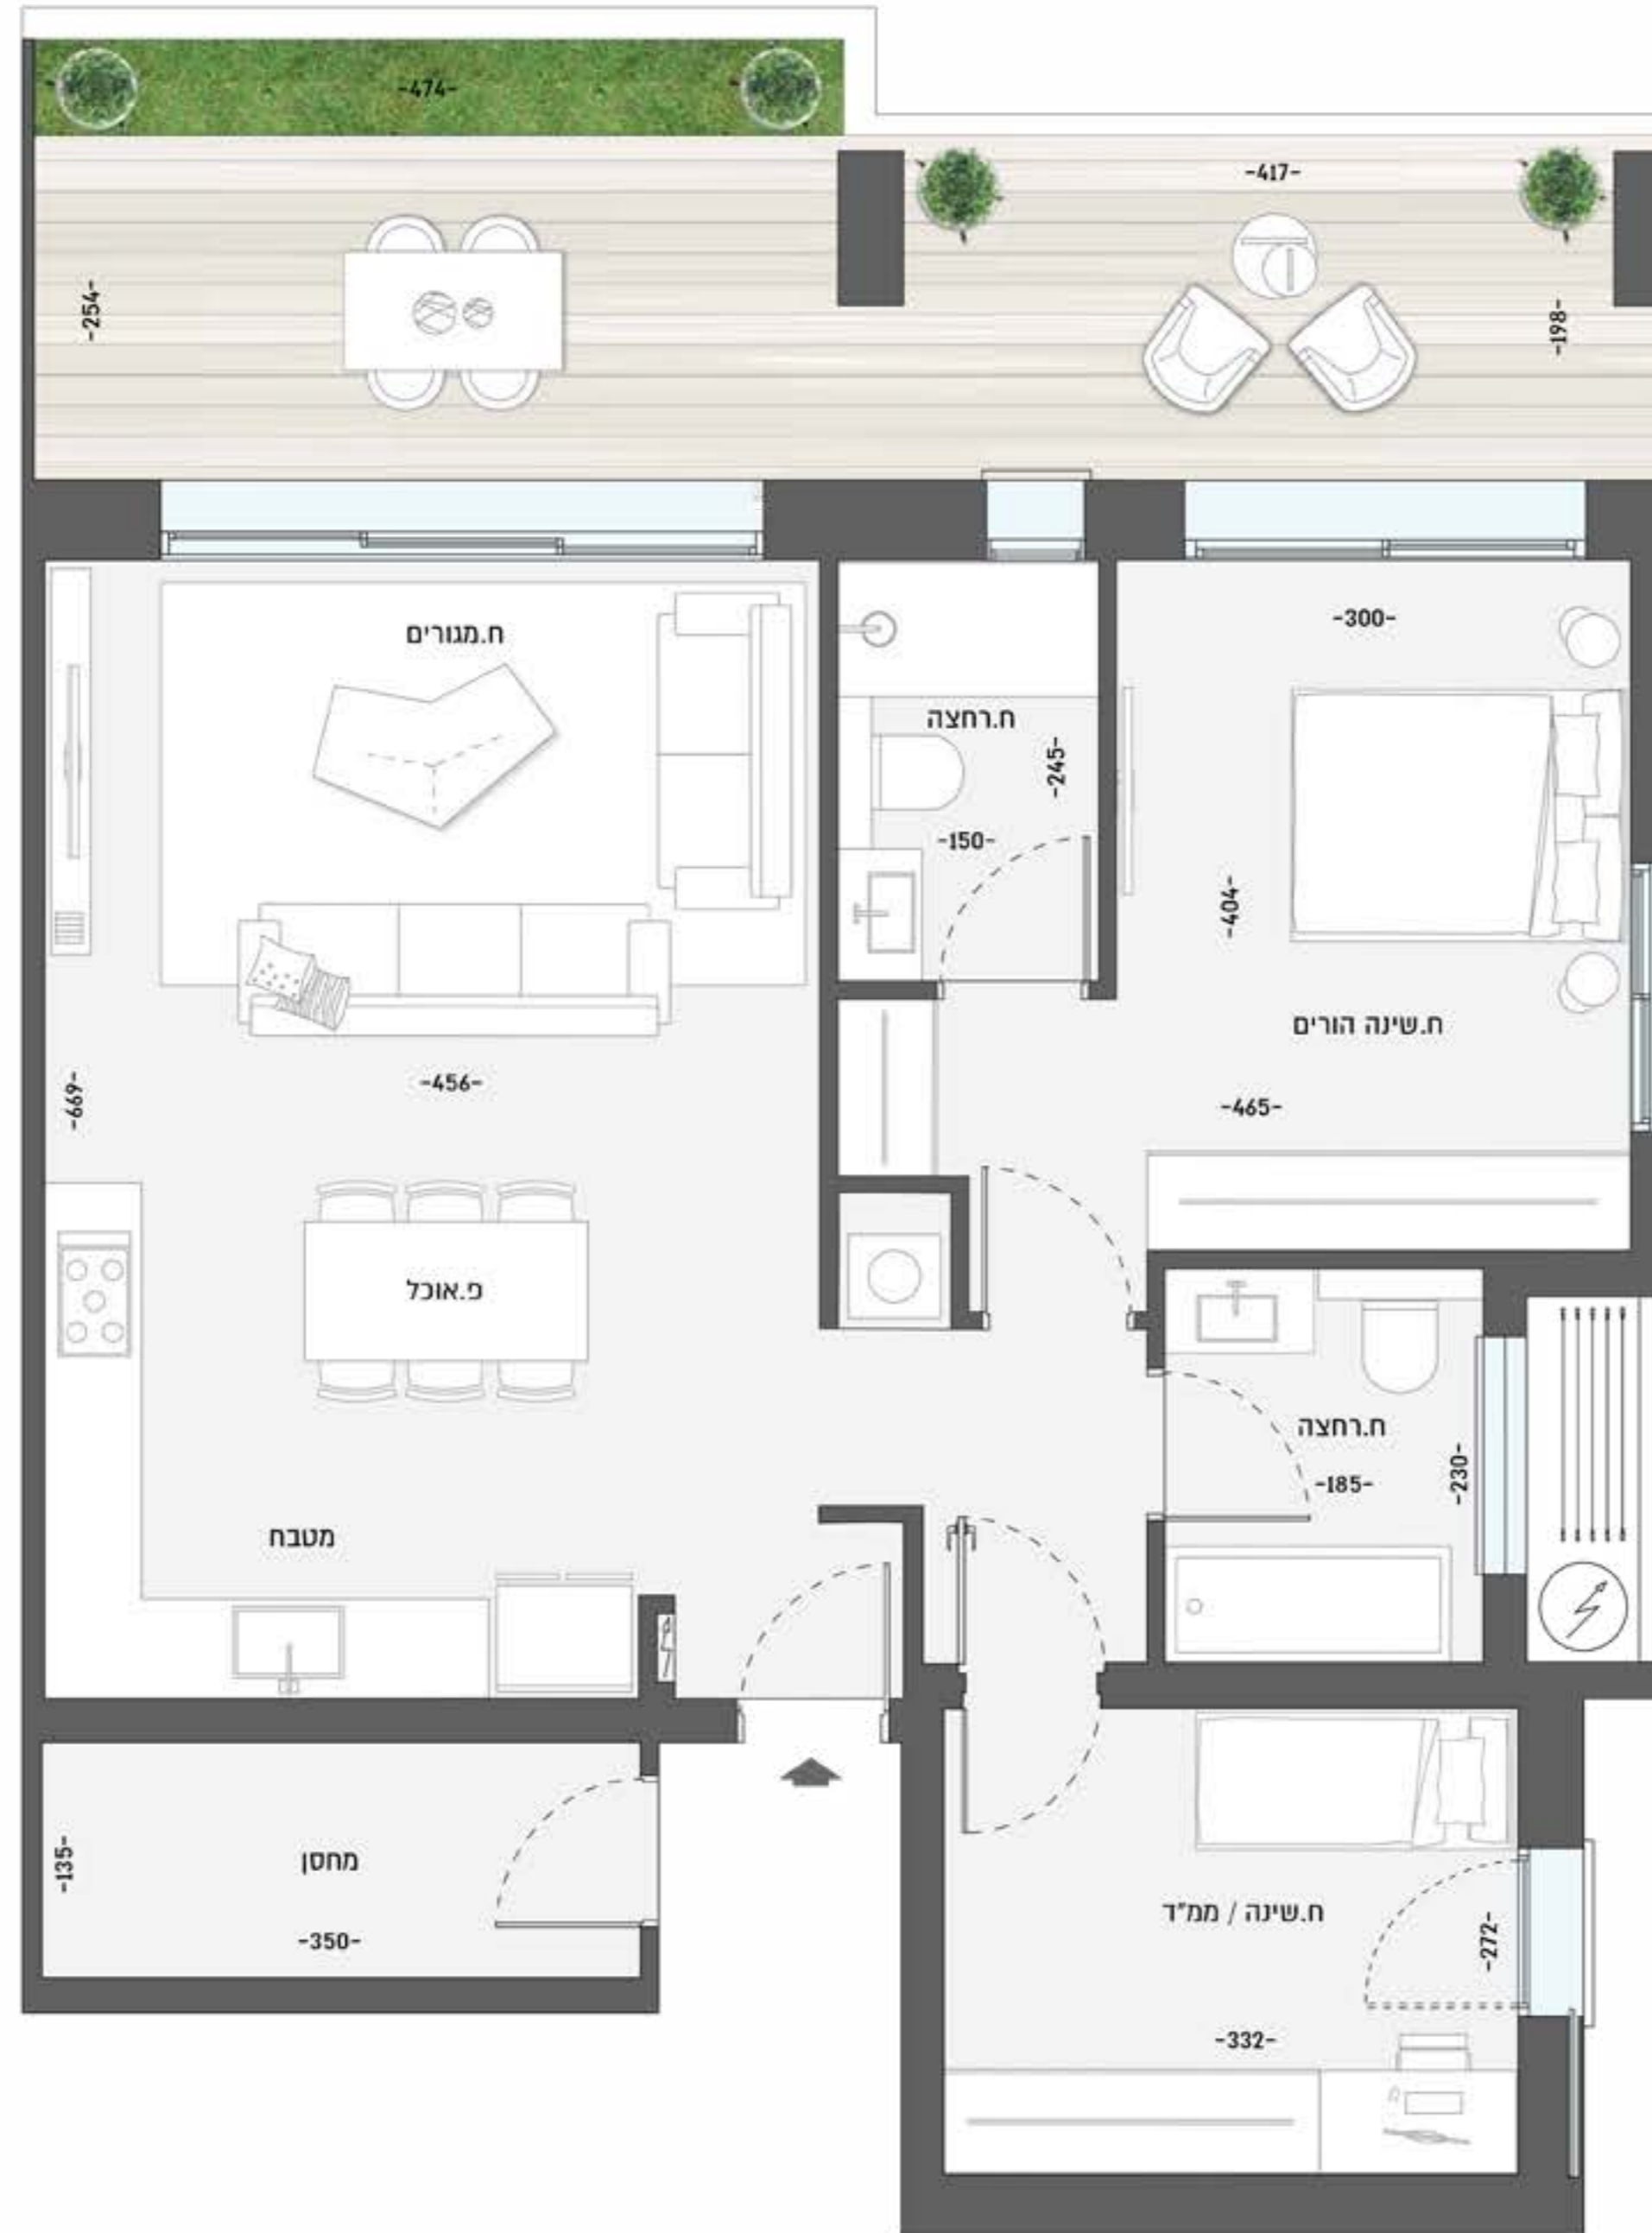 -474-
-417-
-254-
-198-
ח.מגורים
-300-
ח.רחצה
-245-
-150-
-404-
ח.שינה הורים
-669-
-456-
-465-
פ.אוכל
ח.רחצה
-185-
-230-
מטבח
מחסן
-135-
-350-
ח.שינה / ממ"ד
-272-
-332-